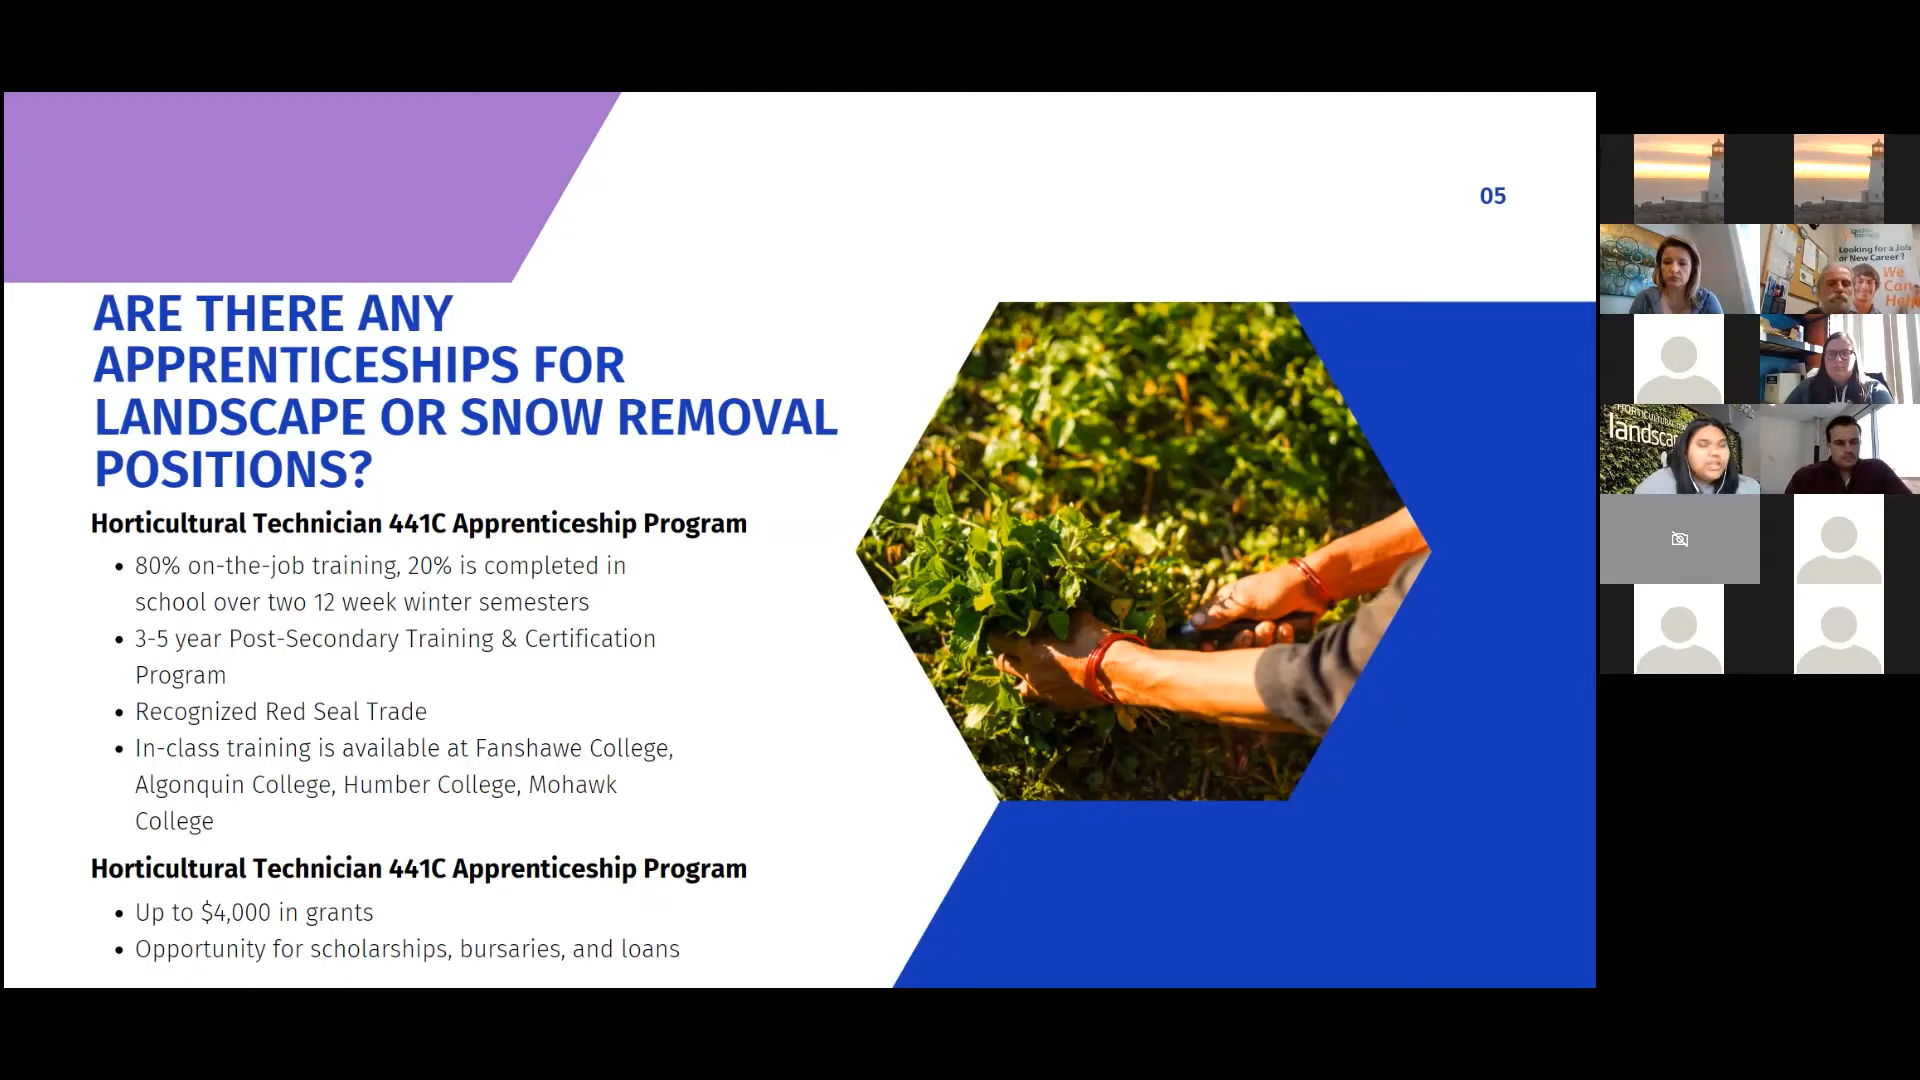 05
ARE THERE ANY
APPRENTICESHIPS FOR
LANDSCAPE OR SNOW REMOVAL
POSITIONS?
Horticultural Technician 441C Apprenticeship Program
• 80% on-the-job training, 20% is completed in
school over two 12 week winter semesters
• 3-5 year Post-Secondary Training & Certification
Program
• Recognized Red Seal Trade
• In-class training is available at Fanshawe College,
Algonquin College, Humber College, Mohawk
College
Horticultural Technician 441C Apprenticeship Program
• Up to $4,000 in grants
• Opportunity for scholarships, bursaries, and loans
Looking for a Job
or New Career?
We
Can